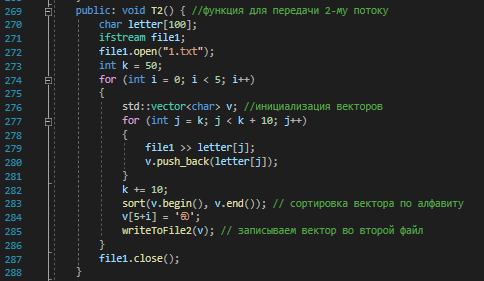 269 public: void T2() { //функция для передачи 2-му потоку
270 char letter[100];
271 ifstream file1;
272 file1.open("1.txt");
273 int k = 50;
274 for (int i = 0; i < 5; i++)
275 {
276 std::vector<char> v; //инициализация векторов
277 for (int j = k; j < k + 10; j++)
278 {
279 file1 >> letter[j];
280 v.push_back(letter[j]);
281 }
282 k += 10;
283 sort(v.begin(), v.end()); // сортировка вектора по алфавиту
284 v[5+i] = '';
285 writeToFile2(v); // записываем вектор во второй файл
286 }
287 file1.close();
288 }